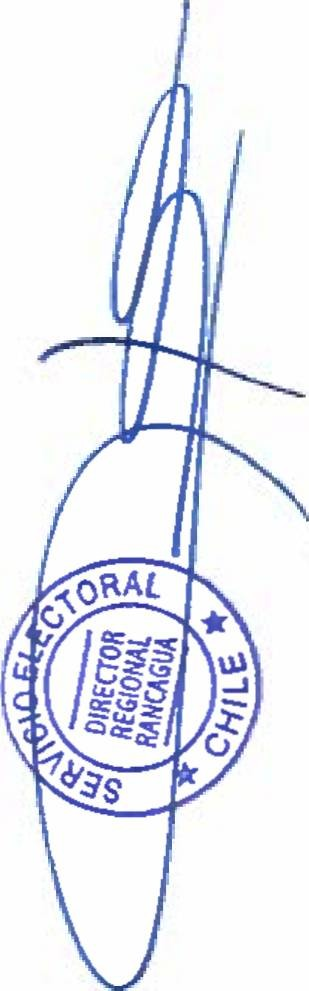 SERVICIO ELECTORAL
DIRECTOR
REGIONAL
RANCAGUA
★ CHILE ★